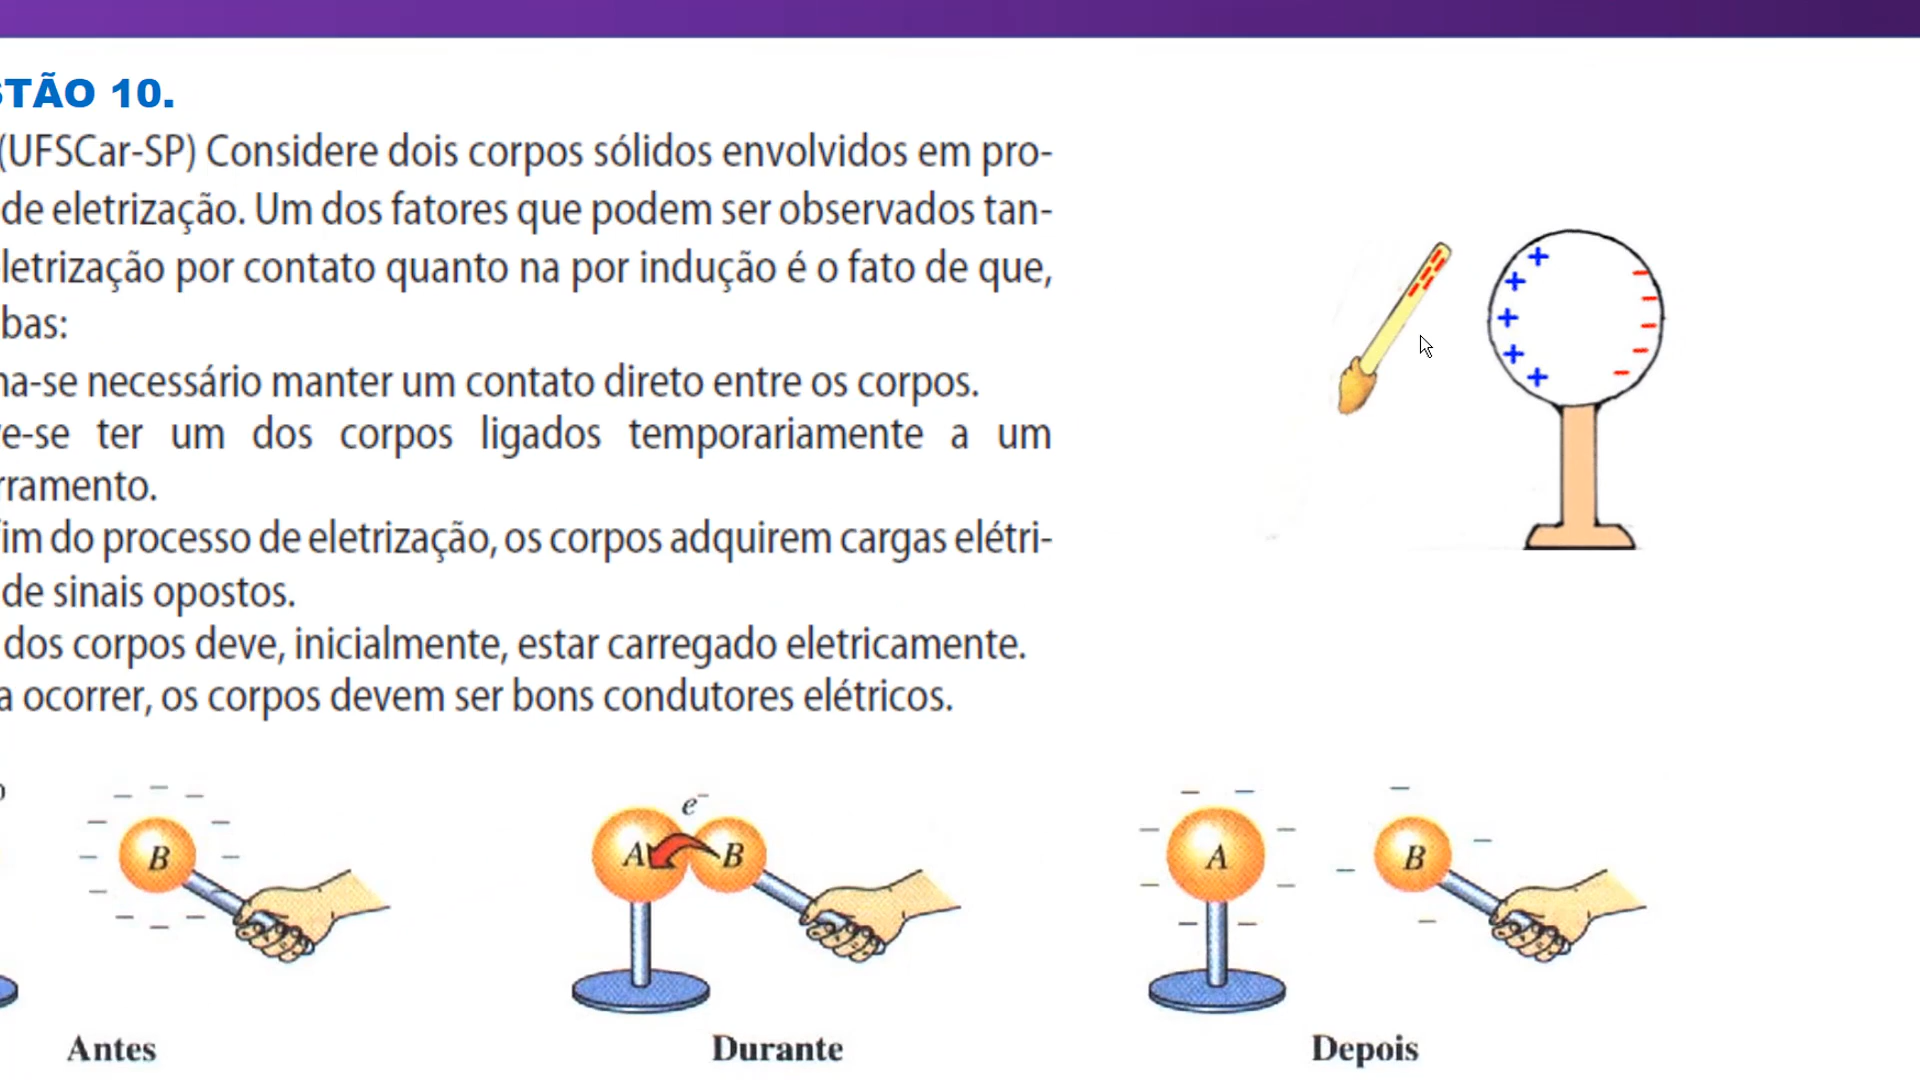 STÃO 10.
(UFSCar-SP) Considere dois corpos sólidos envolvidos em pro-
de eletrização. Um dos fatores que podem ser observados tan-
letrização por contato quanto na por indução é o fato de que,
bas:
na-se necessário manter um contato direto entre os corpos.
e-se ter um dos corpos ligados temporariamente a um
rramento.
im do processo de eletrização, os corpos adquirem cargas elétri-
de sinais opostos.
dos corpos deve, inicialmente, estar carregado eletricamente.
a ocorrer, os corpos devem ser bons condutores elétricos.
B
e⁻
A B
A
B
Antes
Durante
Depois